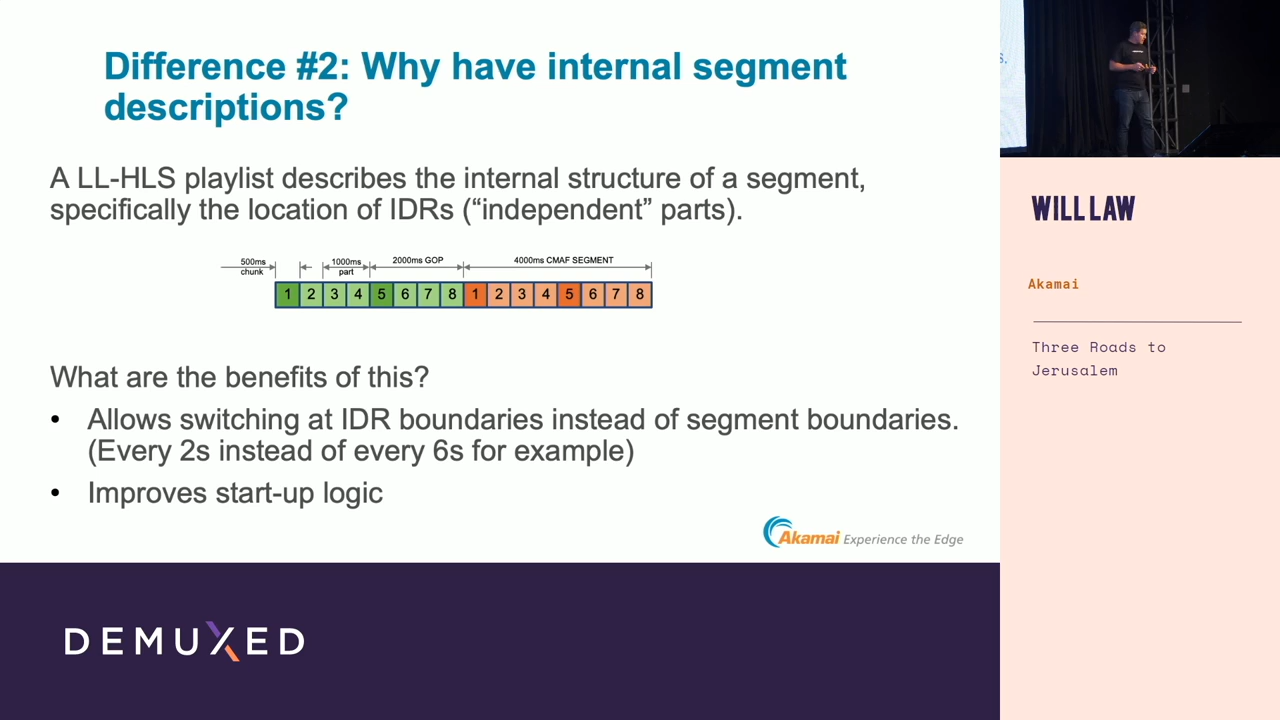 Difference #2: Why have internal segment
descriptions?
A LL-HLS playlist describes the internal structure of a segment,
specifically the location of IDRs (“independent” parts).
500ms
chunk
1000ms
part
2000ms GOP
4000ms CMAF SEGMENT
1 2 3 4 5 6 7 8 1 2 3 4 5 6 7 8
What are the benefits of this?
• Allows switching at IDR boundaries instead of segment boundaries.
(Every 2s instead of every 6s for example)
• Improves start-up logic
Akamai Experience the Edge
DEMUXED
s.
WILL LAW
Akamai
Three Roads to
Jerusalem